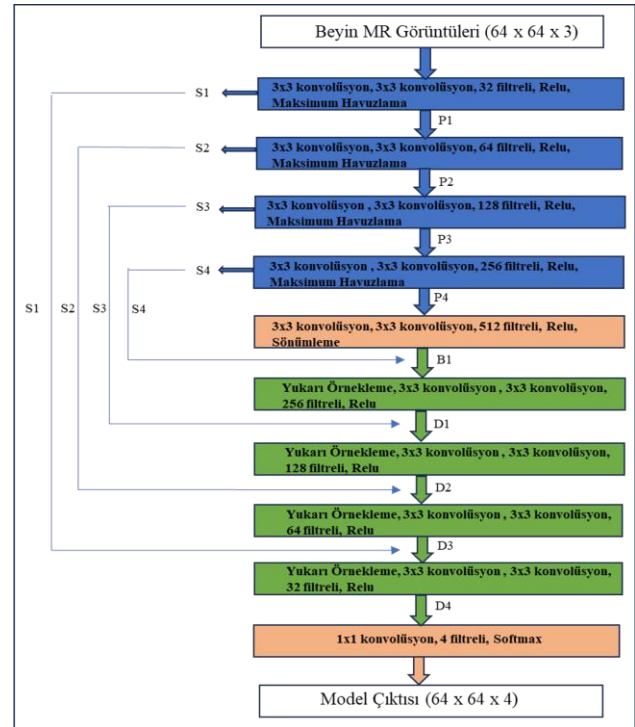 Beyin MR Görüntüleri (64 x 64 x 3)
S1
3x3 konvolüsyon, 3x3 konvolüsyon, 32 filtreli, Relu,
Maksimum Havuzlama
P1
S2
3x3 konvolüsyon, 3x3 konvolüsyon, 64 filtreli, Relu,
Maksimum Havuzlama
P2
S3
3x3 konvolüsyon , 3x3 konvolüsyon, 128 filtreli, Relu,
Maksimum Havuzlama
P3
S4
3x3 konvolüsyon , 3x3 konvolüsyon, 256 filtreli, Relu,
Maksimum Havuzlama
P4
S1
S2
S3
S4
3x3 konvolüsyon, 3x3 konvolüsyon, 512 filtreli, Relu,
Sönümleme
B1
Yukarı Örnekleme, 3x3 konvolüsyon , 3x3 konvolüsyon,
256 filtreli, Relu
D1
Yukarı Örnekleme, 3x3 konvolüsyon , 3x3 konvolüsyon,
128 filtreli, Relu
D2
Yukarı Örnekleme, 3x3 konvolüsyon , 3x3 konvolüsyon,
64 filtreli, Relu
D3
Yukarı Örnekleme, 3x3 konvolüsyon , 3x3 konvolüsyon,
32 filtreli, Relu
D4
1x1 konvolüsyon, 4 filtreli, Softmax
Model Çıktısı (64 x 64 x 4)